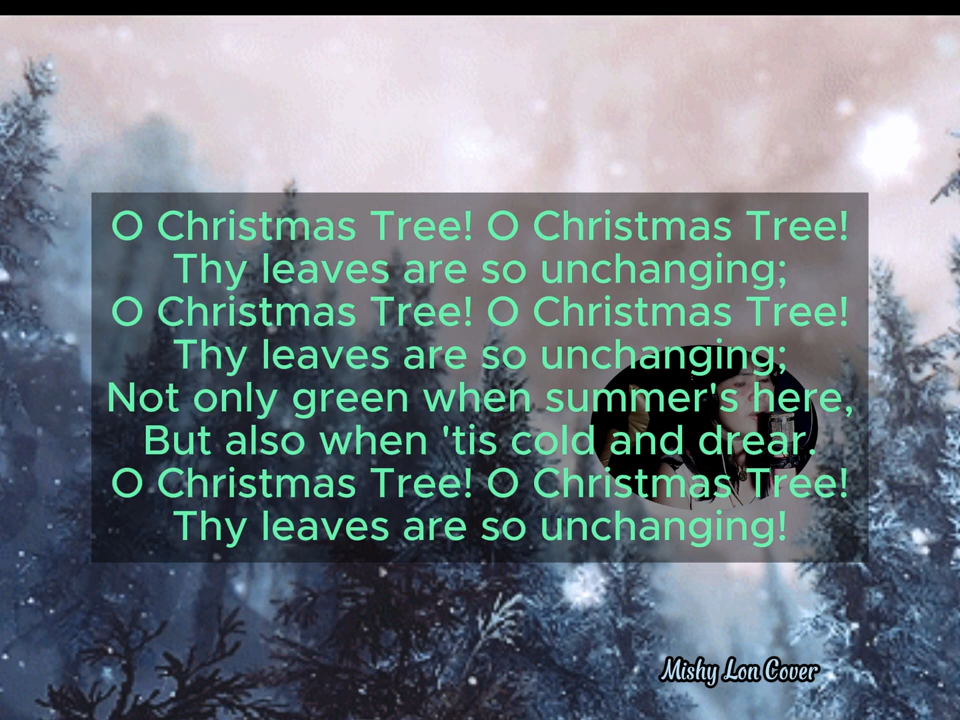 O Christmas Tree! O Christmas Tree!
Thy leaves are so unchanging;
O Christmas Tree! O Christmas Tree!
Thy leaves are so unchanging;
Not only green when summer's here,
But also when 'tis cold and drear.
O Christmas Tree! O Christmas Tree!
Thy leaves are so unchanging!
Mishy Lon Cover